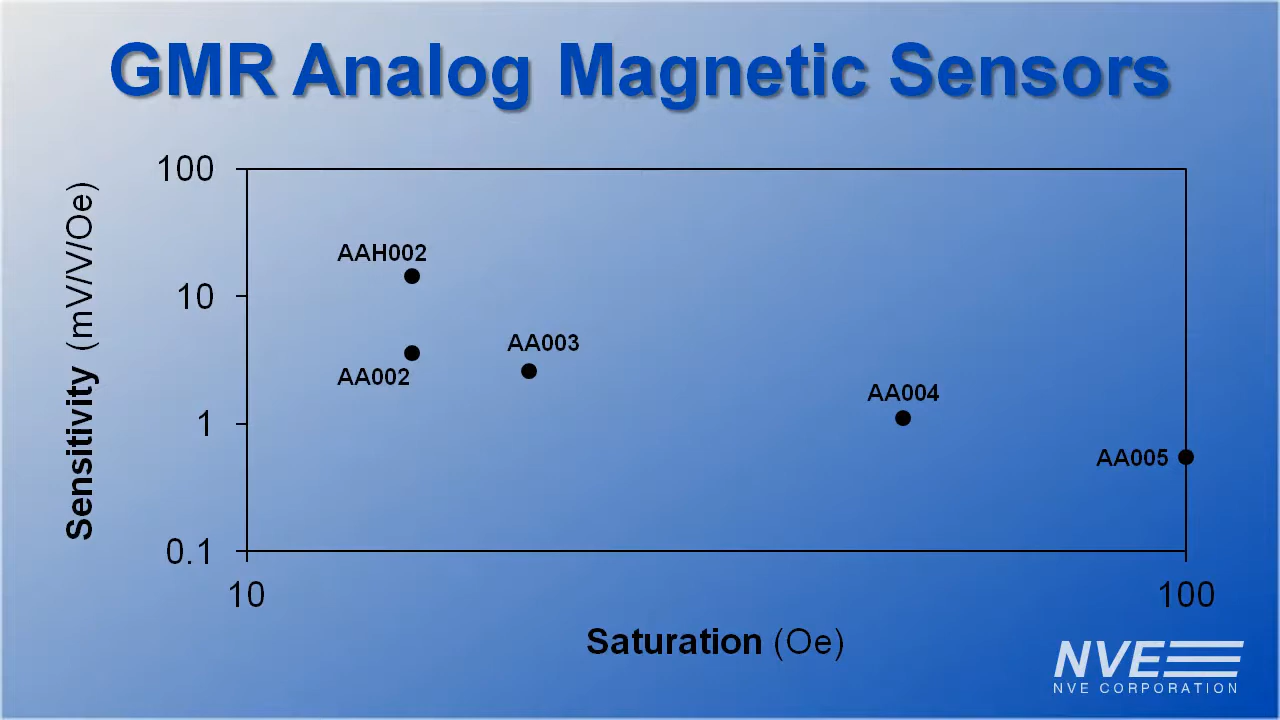 GMR Analog Magnetic Sensors
100
10
1
0.1
Sensitivity (mV/V/Oe)
AAH002
AA002
AA003
AA004
AA005
10
100
Saturation (Oe)
NVE
NVE CORPORATION